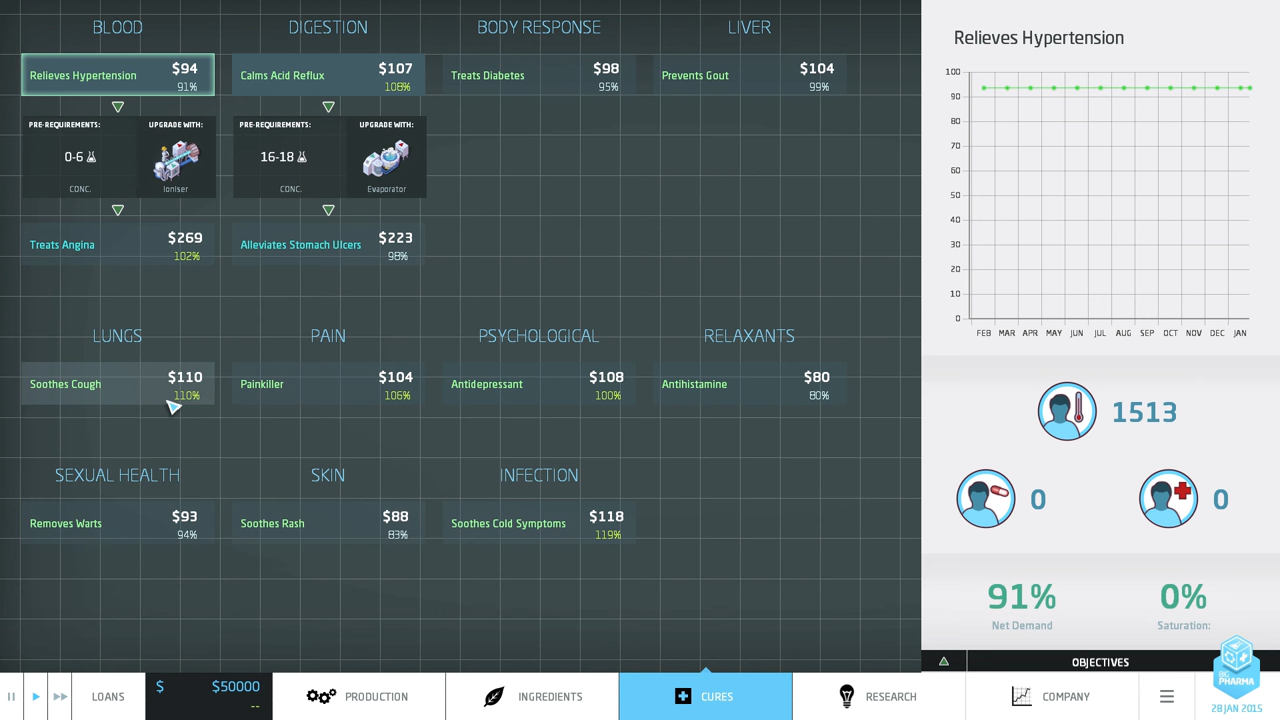 BLOOD
DIGESTION
BODY RESPONSE
LIVER
Relieves Hypertension
$94
91%
Calms Acid Reflux
$107
108%
Treats Diabetes
$98
95%
Prevents Gout
$104
99%
PRE-REQUIREMENTS:
UPGRADE WITH:
0-6
CONC.
Ioniser
PRE-REQUIREMENTS:
UPGRADE WITH:
16-18
CONC.
Evaporator
Treats Angina
$269
102%
Alleviates Stomach Ulcers
$223
98%
LUNGS
PAIN
PSYCHOLOGICAL
RELAXANTS
Soothes Cough
$110
110%
Painkiller
$104
106%
Antidepressant
$108
100%
Antihistamine
$80
80%
SEXUAL HEALTH
SKIN
INFECTION
Removes Warts
$93
94%
Soothes Rash
$88
83%
Soothes Cold Symptoms
$118
119%
Relieves Hypertension
100
90
80
70
60
50
40
30
20
10
0
FEB MAR APR MAY JUN JUL AUG SEP OCT NOV DEC JAN
1513
0
0
91%
Net Demand
0%
Saturation:
OBJECTIVES
LOANS
$ $50000
--
PRODUCTION
INGREDIENTS
CURES
RESEARCH
COMPANY
BIG
PHARMA
28 JAN 2015